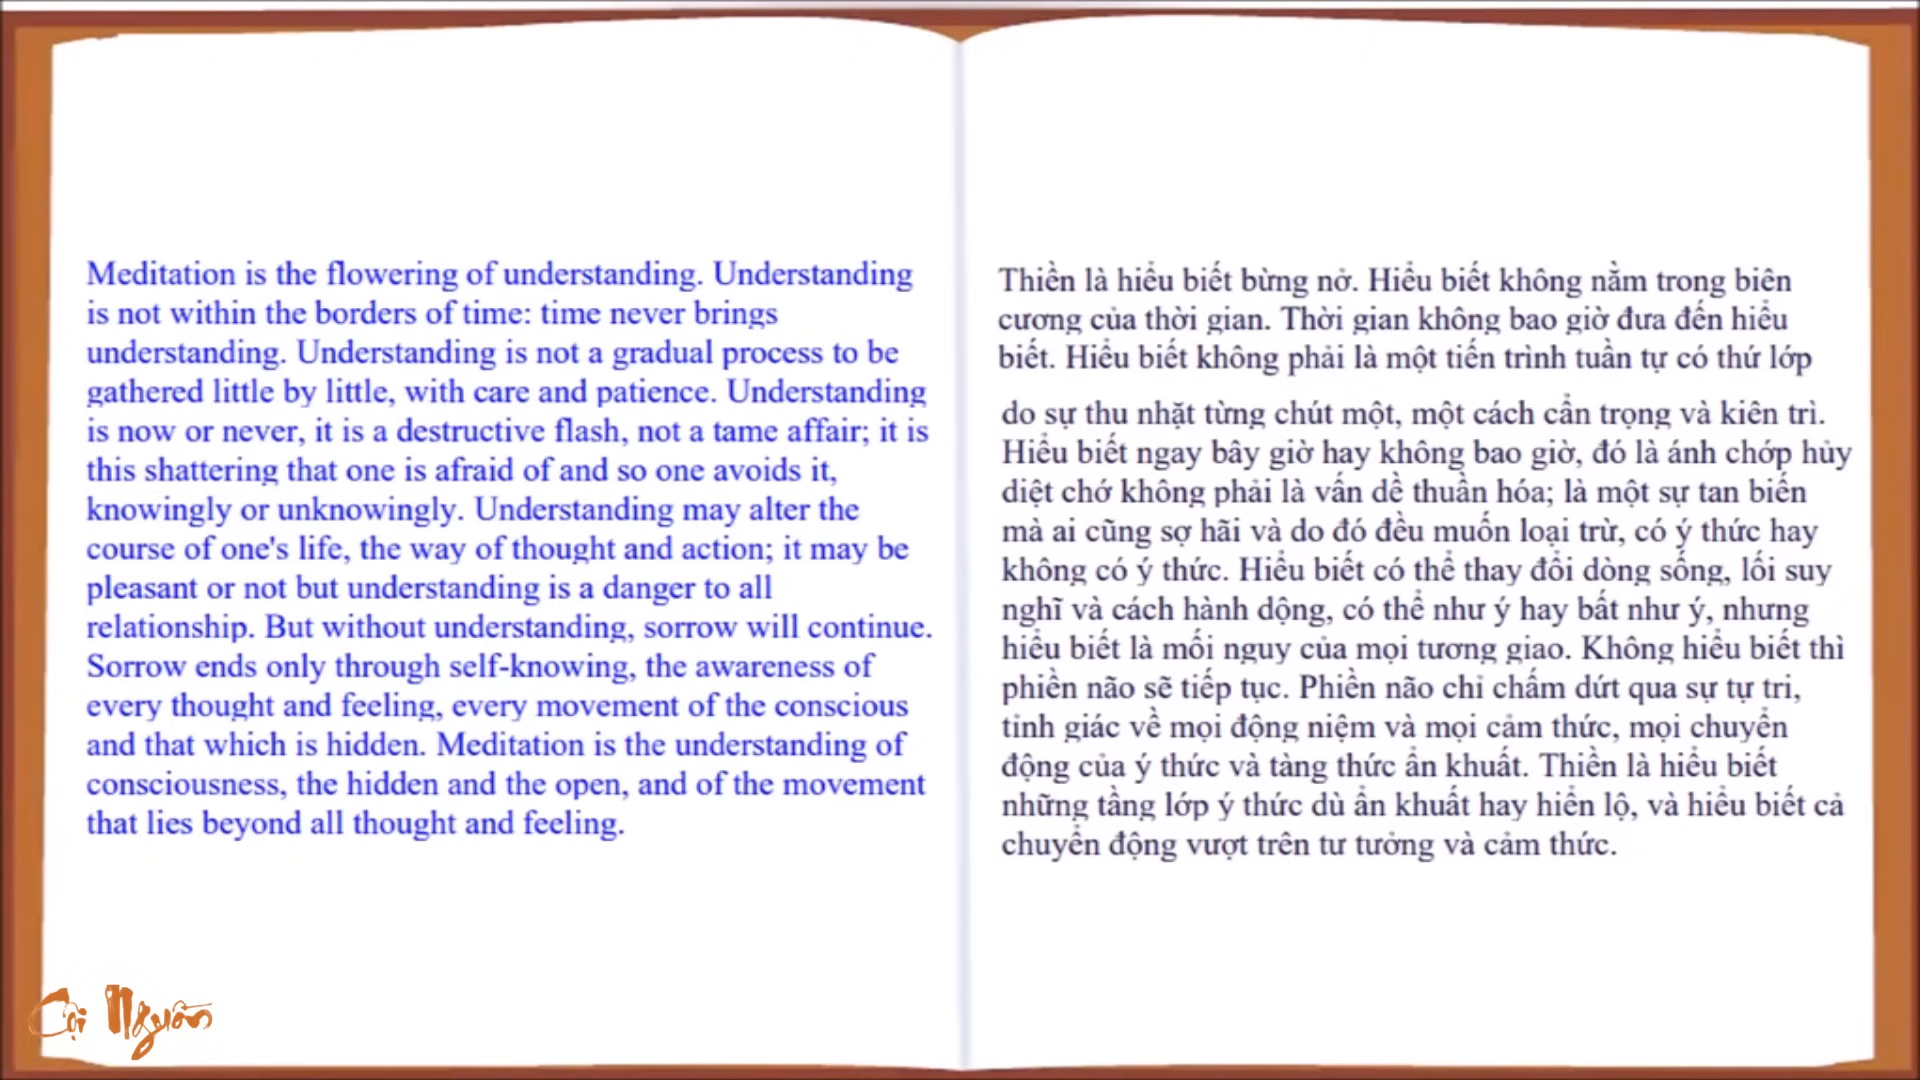 Meditation is the flowering of understanding. Understanding
is not within the borders of time: time never brings
understanding. Understanding is not a gradual process to be
gathered little by little, with care and patience. Understanding
is now or never, it is a destructive flash, not a tame affair; it is
this shattering that one is afraid of and so one avoids it,
knowingly or unknowingly. Understanding may alter the
course of one's life, the way of thought and action; it may be
pleasant or not but understanding is a danger to all
relationship. But without understanding, sorrow will continue.
Sorrow ends only through self-knowing, the awareness of
every thought and feeling, every movement of the conscious
and that which is hidden. Meditation is the understanding of
consciousness, the hidden and the open, and of the movement
that lies beyond all thought and feeling.
Thiền là hiểu biết bừng nở. Hiểu biết không nằm trong biên
cương của thời gian. Thời gian không bao giờ đưa đến hiểu
biết. Hiểu biết không phải là một tiến trình tuần tự có thứ lớp
do sự thu nhặt từng chút một, một cách cẩn trọng và kiên trì.
Hiểu biết ngay bây giờ hay không bao giờ, đó là ánh chớp hủy
diệt chớ không phải là vấn dề thuần hóa; là một sự tan biến
mà ai cũng sợ hãi và do đó đều muốn loại trừ, có ý thức hay
không có ý thức. Hiểu biết có thể thay đổi dòng sống, lối suy
nghĩ và cách hành dộng, có thể như ý hay bất như ý, nhưng
hiểu biết là mối nguy của mọi tương giao. Không hiểu biết thì
phiền não sẽ tiếp tục. Phiền não chỉ chấm dứt qua sự tự tri,
tỉnh giác về mọi động niệm và mọi cảm thức, mọi chuyển
động của ý thức và tàng thức ẩn khuất. Thiền là hiểu biết
những tầng lớp ý thức dù ẩn khuất hay hiển lộ, và hiểu biết cả
chuyển động vượt trên tư tưởng và cảm thức.
Cội Nguồn